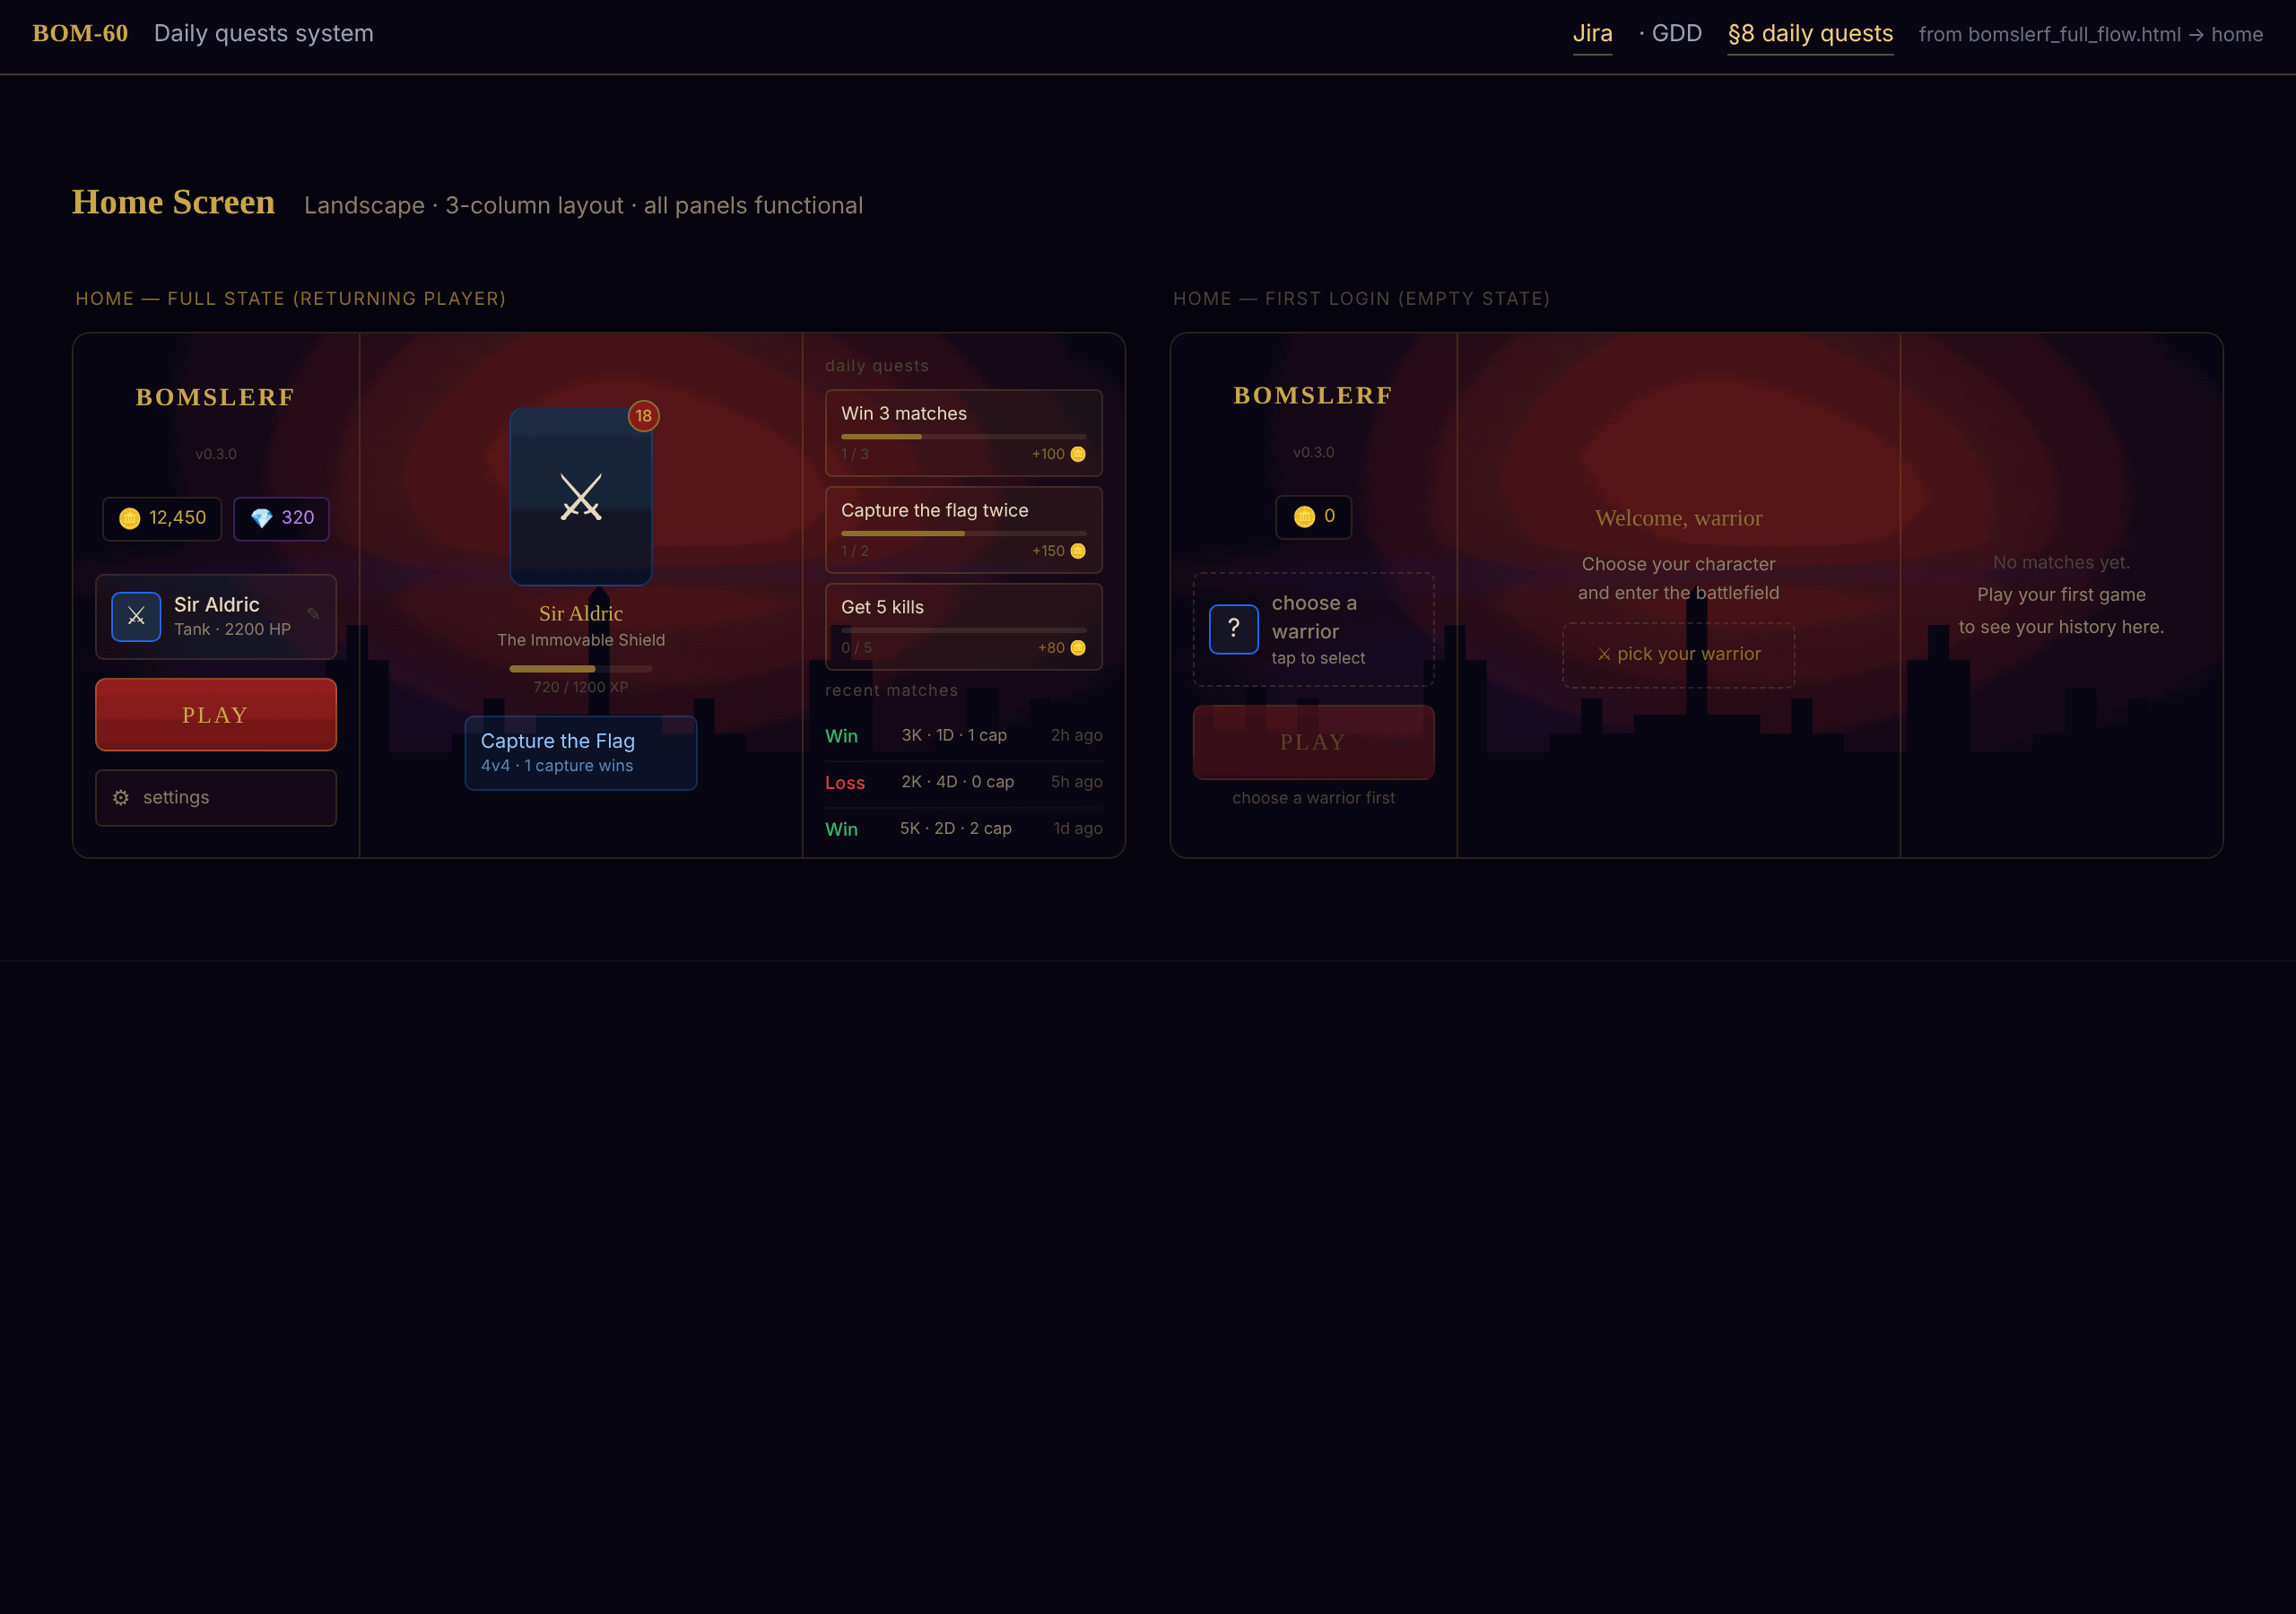 BOM-60 Daily quests system
Jira · GDD §8 daily quests from bomslerf_full_flow.html → home
Home Screen Landscape · 3-column layout · all panels functional
HOME — FULL STATE (RETURNING PLAYER)
BOMSLERF
v0.3.0
12,450
320
Sir Aldric
Tank · 2200 HP
PLAY
settings
18
Sir Aldric
The Immovable Shield
720 / 1200 XP
Capture the Flag
4v4 · 1 capture wins
daily quests
Win 3 matches
1 / 3 +100
Capture the flag twice
1 / 2 +150
Get 5 kills
0 / 5 +80
recent matches
Win 3K · 1D · 1 cap 2h ago
Loss 2K · 4D · 0 cap 5h ago
Win 5K · 2D · 2 cap 1d ago
HOME — FIRST LOGIN (EMPTY STATE)
BOMSLERF
v0.3.0
0
?
choose a
warrior
tap to select
PLAY
choose a warrior first
Welcome, warrior
Choose your character
and enter the battlefield
⚔ pick your warrior
No matches yet.
Play your first game
to see your history here.